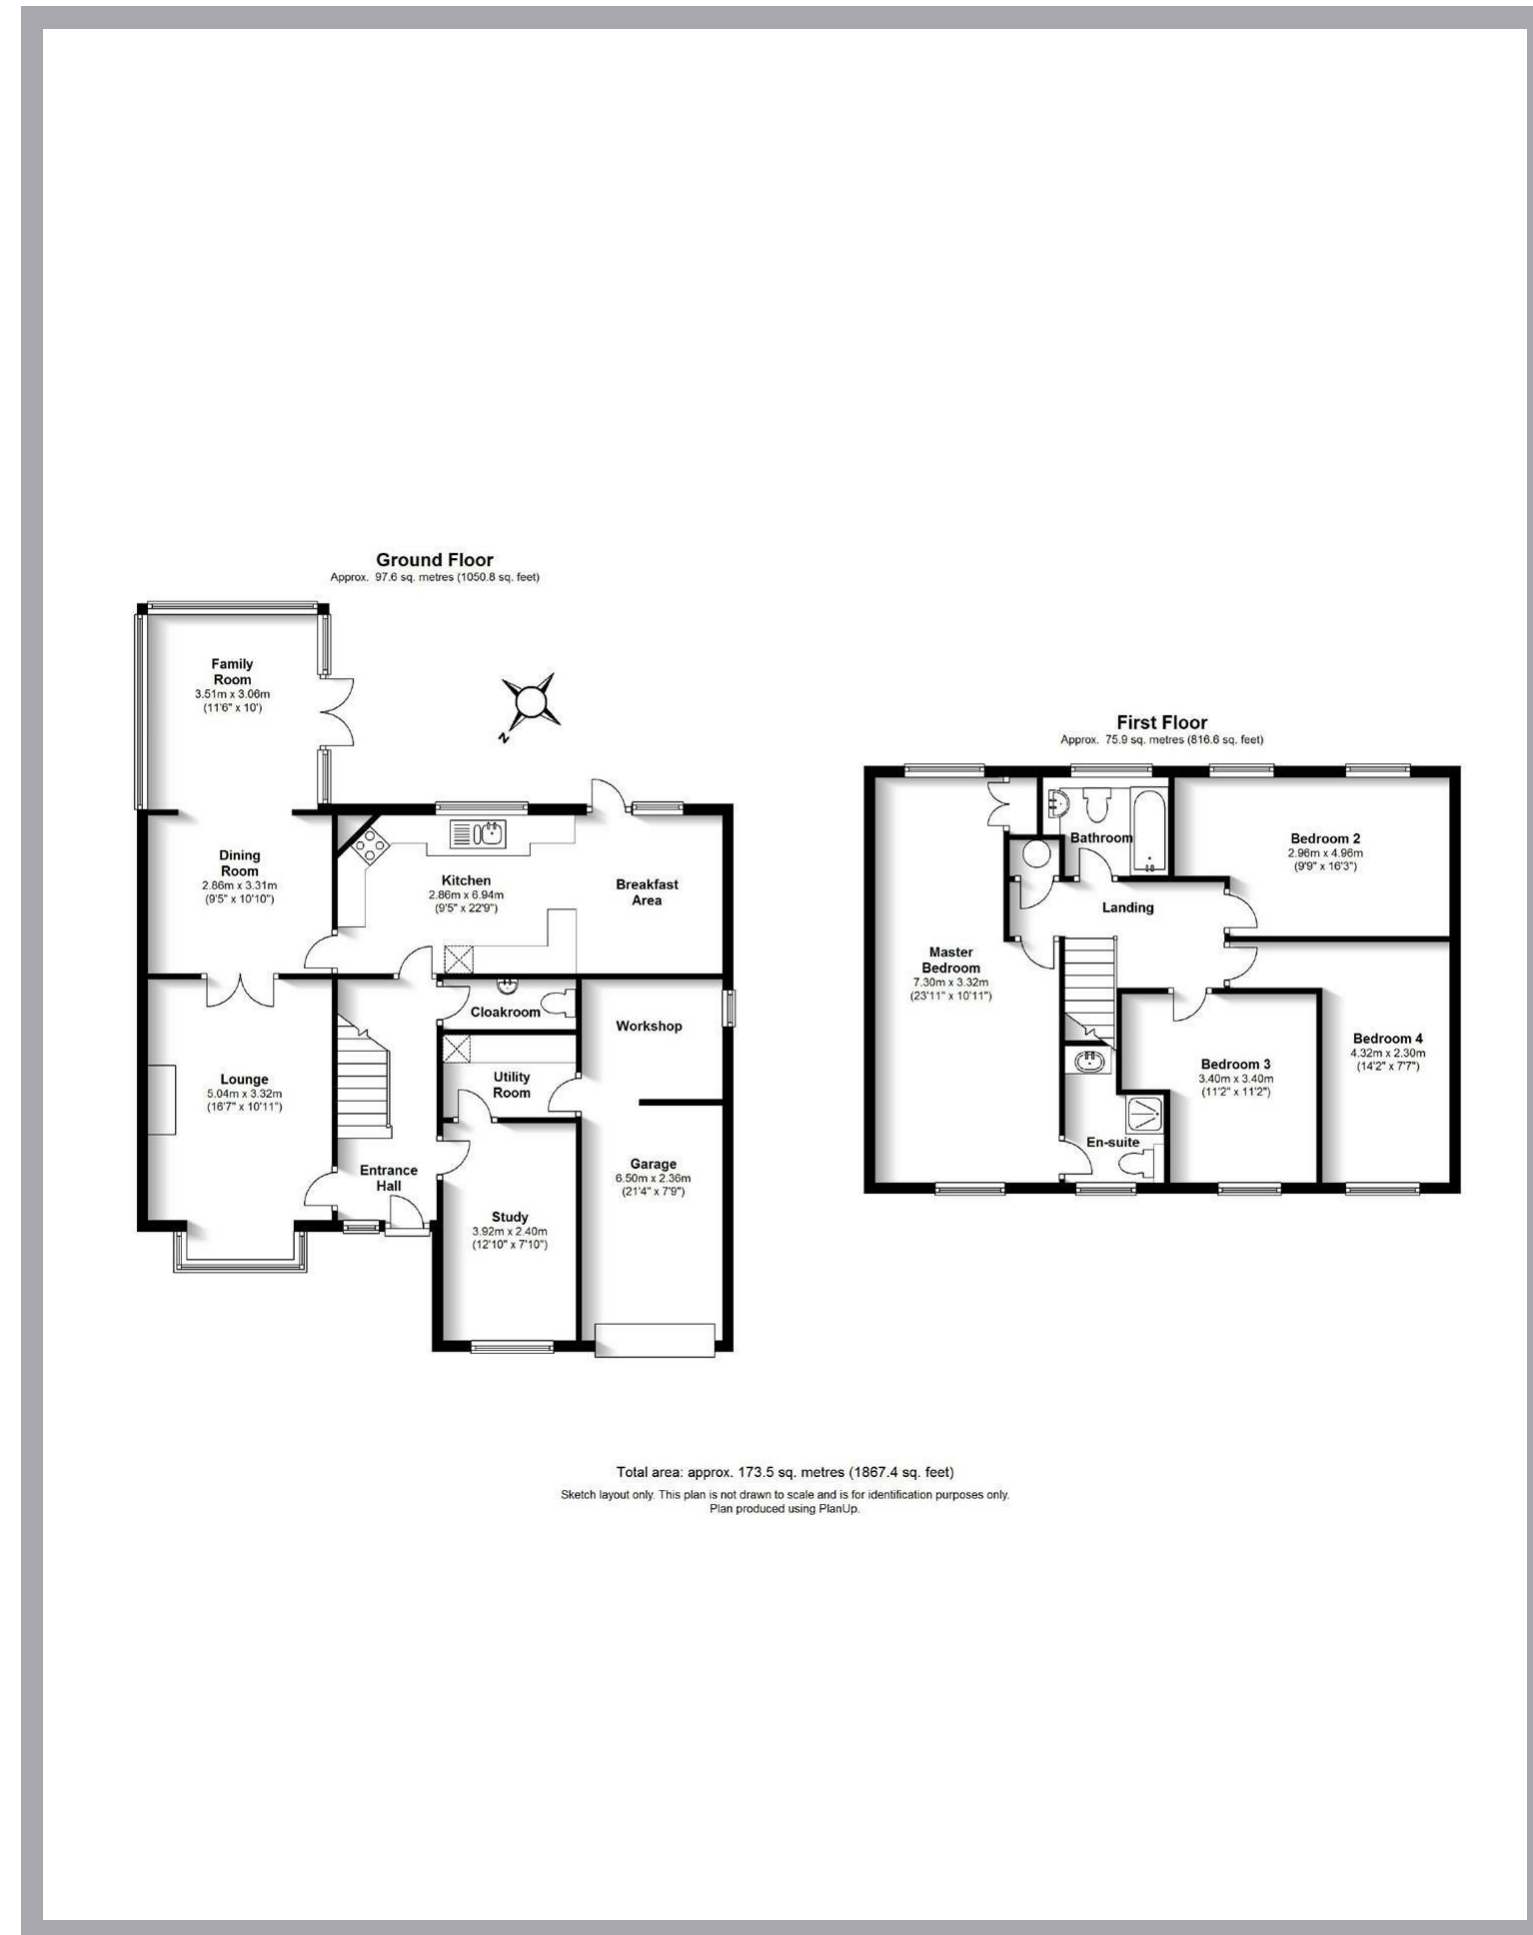 Ground Floor
Approx. 97.6 sq. metres (1050.8 sq. feet)
Family
Room
3.51m x 3.06m
(11'6" x 10')
N
Dining
Room
2.86m x 3.31m
(9'5" x 10'10")
Kitchen
2.86m x 6.94m
(9'5" x 22'9")
Breakfast
Area
Cloakroom
Workshop
Lounge
5.04m x 3.32m
(16'7" x 10'11")
Utility
Room
Entrance
Hall
Garage
6.50m x 2.36m
(21'4" x 7'9")
Study
3.92m x 2.40m
(12'10" x 7'10")
First Floor
Approx. 75.9 sq. metres (816.6 sq. feet)
Bathroom
Bedroom 2
2.96m x 4.96m
(9'9" x 16'3")
Landing
Master
Bedroom
7.30m x 3.32m
(23'11" x 10'11")
Bedroom 3
3.40m x 3.40m
(11'2" x 11'2")
Bedroom 4
4.32m x 2.30m
(14'2" x 7'7")
En-suite
Total area: approx. 173.5 sq. metres (1867.4 sq. feet)
Sketch layout only. This plan is not drawn to scale and is for identification purposes only.
Plan produced using PlanUp.